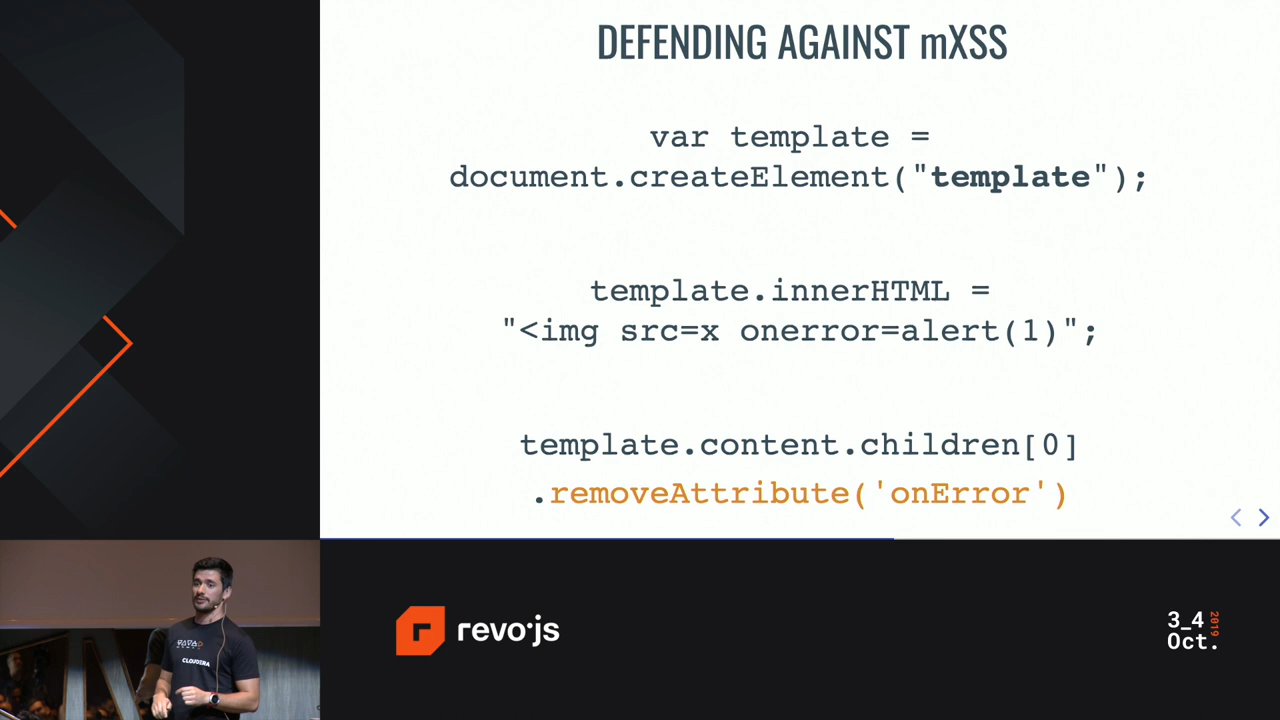 DEFENDING AGAINST mXSS
var template =
document.createElement("template");
template.innerHTML =
"<img src=x onerror=alert(1)";
template.content.children[0]
.removeAttribute('onError')
revo·js
3_4
Oct.
2019
CLOUDERA